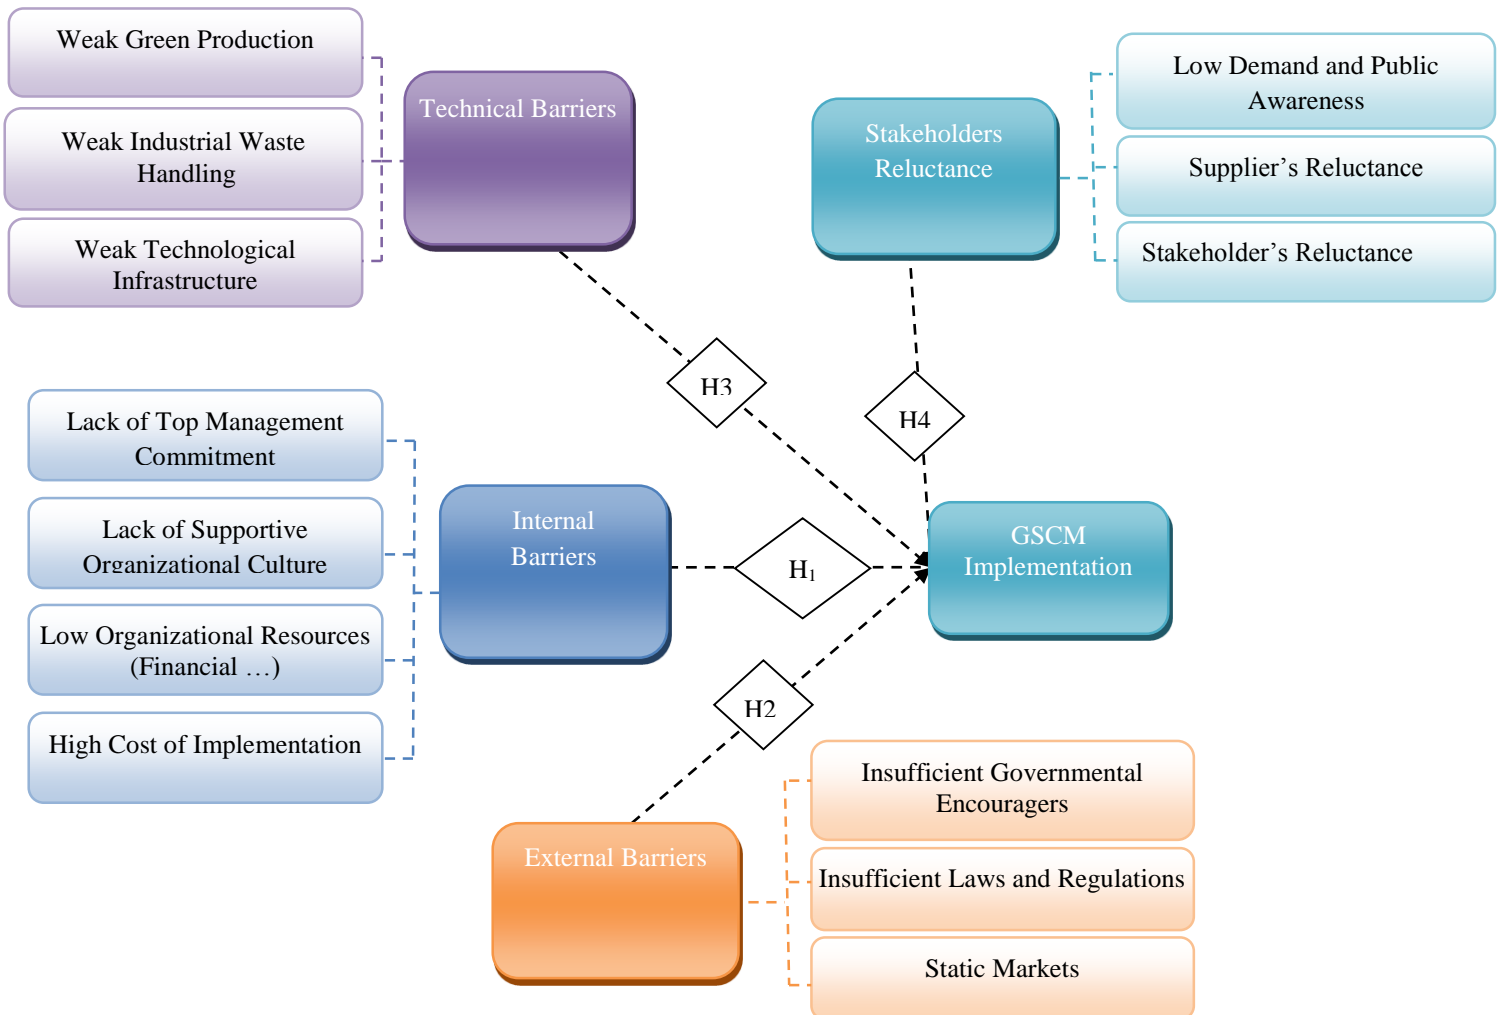 Weak Green Production
Weak Industrial Waste
Handling
Weak Technological
Infrastructure
Technical Barriers
Stakeholders
Reluctance
Low Demand and Public
Awareness
Supplier’s Reluctance
Stakeholder’s Reluctance
H3
H4
Lack of Top Management
Commitment
Lack of Supportive
Organizational Culture
Low Organizational Resources
(Financial …)
High Cost of Implementation
Internal
Barriers
H1
GSCM
Implementation
H2
External Barriers
Insufficient Governmental
Encouragers
Insufficient Laws and Regulations
Static Markets